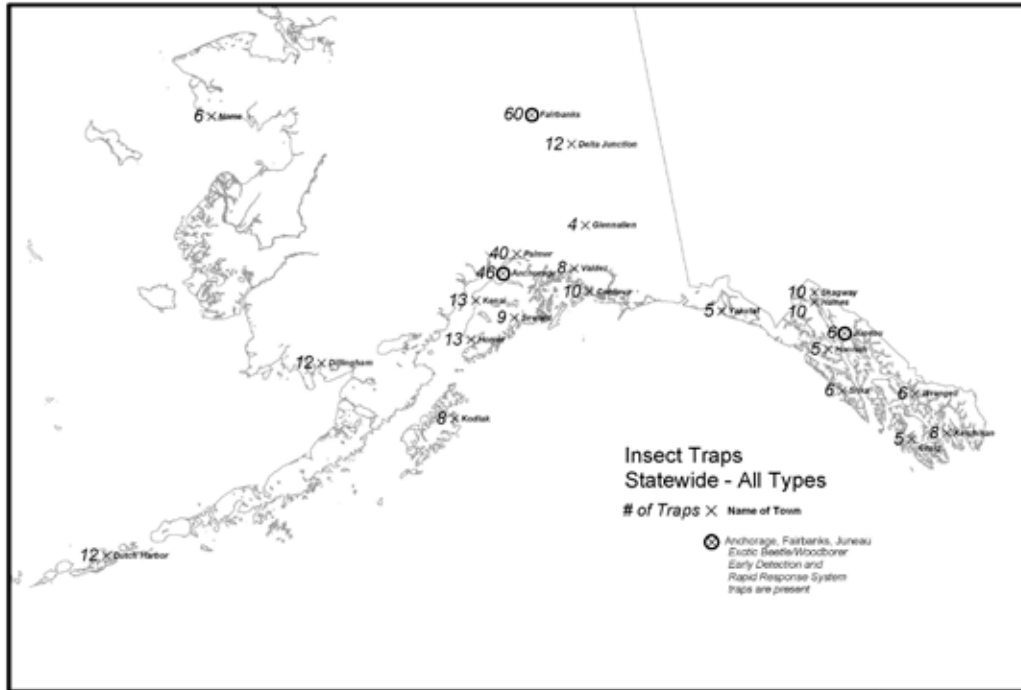 6 Nome
60 Fairbanks
12 Delta Junction
4 Glennallen
40 Palmer
46 Anchorage
8 Valdez
10 Cordova
13 Kenai
9 Seward
13 Homer
5 Yakutat
10 Skagway
10 Haines
6 Juneau
5 Hoonah
12 Dillingham
6 Sitka
6 Wrangell
8 Kodiak
8 Ketchikan
5
12 Dutch Harbor
Insect Traps
Statewide - All Types
# of Traps Name of Town
Anchorage, Fairbanks, Juneau
Exotic Beetle/Woodborer
Early Detection and
Rapid Response System
traps are present